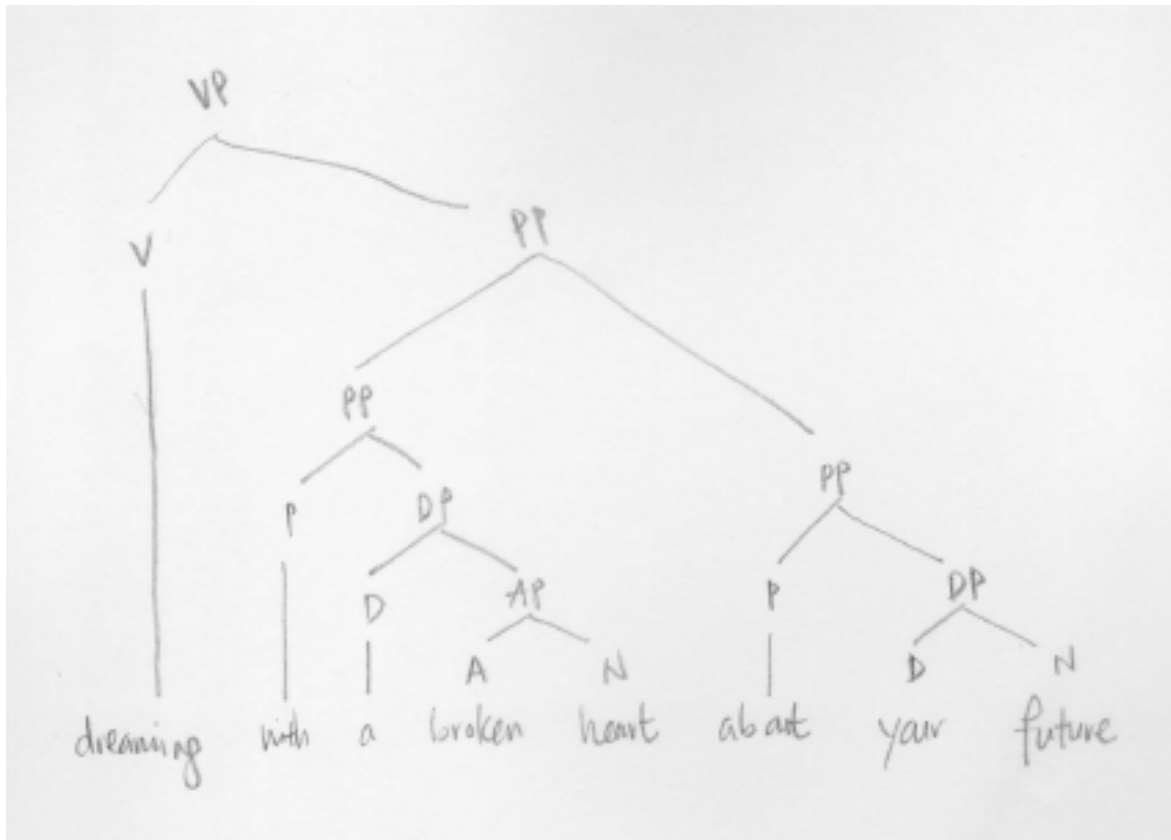 VP
V PP
PP PP
P DP P DP
D AP D N
A N
dreaming with a broken heart about your future